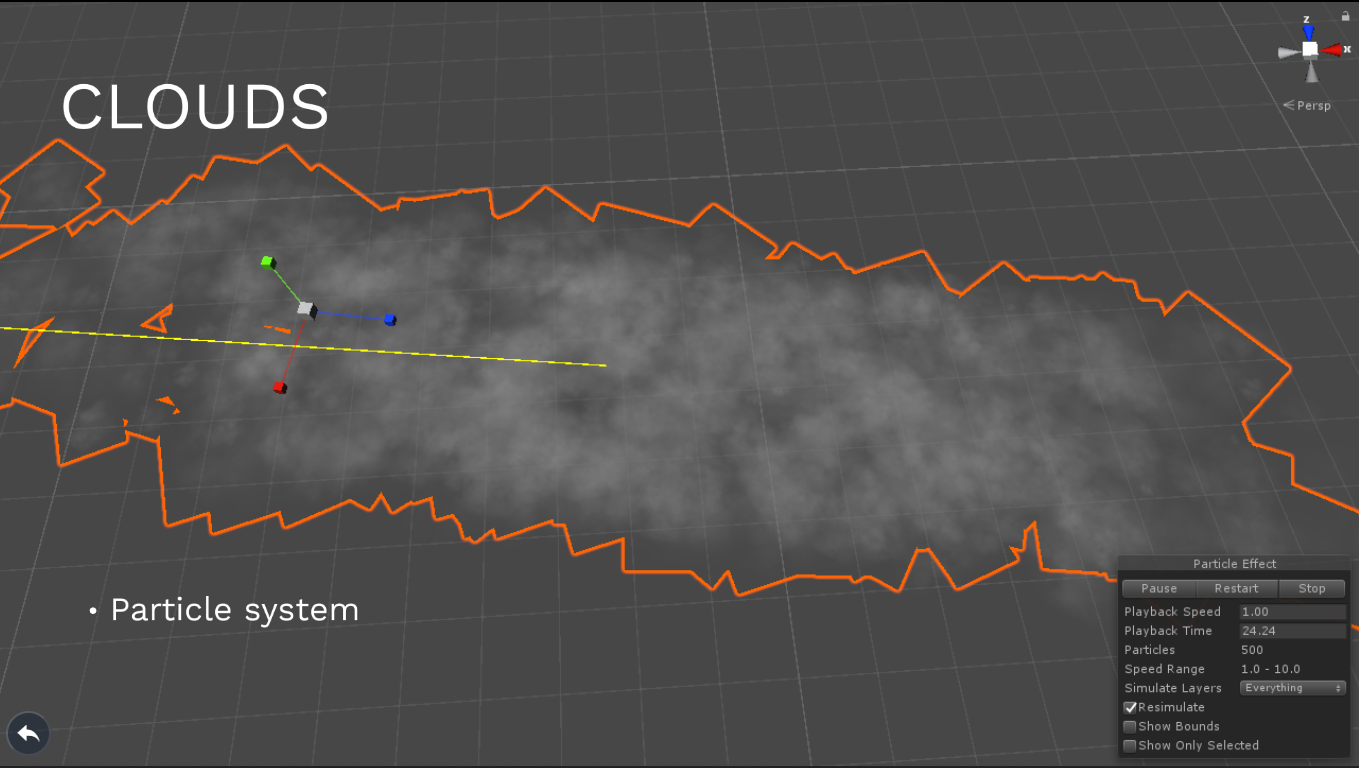 z
x
Persp
CLOUDS
• Particle system
Particle Effect
Pause Restart Stop
Playback Speed 1.00
Playback Time 24.24
Particles 500
Speed Range 1.0 - 10.0
Simulate Layers Everything
Resimulate
Show Bounds
Show Only Selected